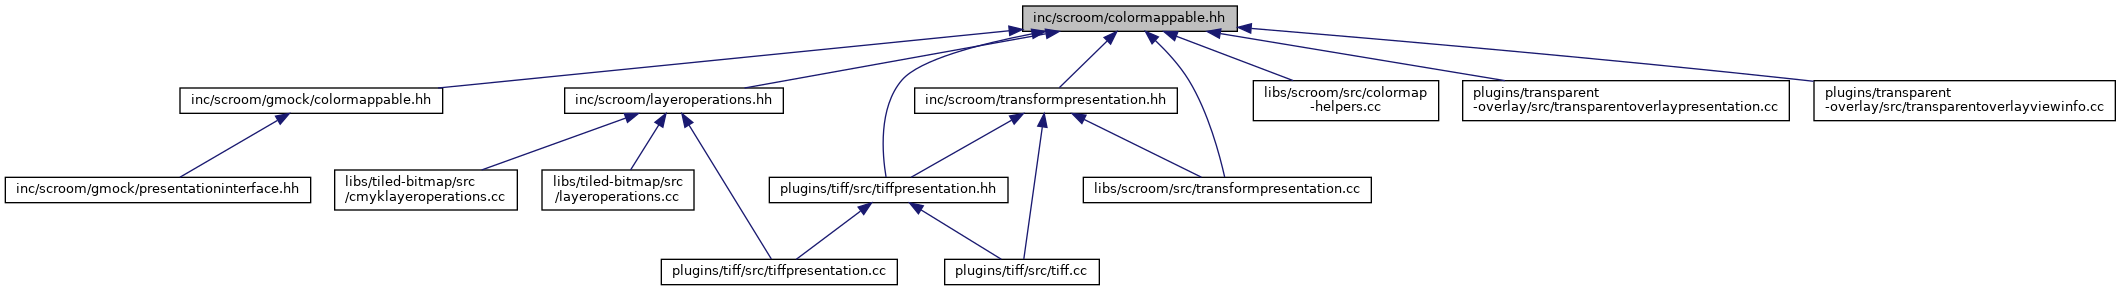 inc/scroom/colormappable.hh
inc/scroom/gmock/colormappable.hh
inc/scroom/layeroperations.hh
inc/scroom/transformpresentation.hh
libs/scroom/src/colormap
-helpers.cc
plugins/transparent
-overlay/src/transparentoverlaypresentation.cc
plugins/transparent
-overlay/src/transparentoverlayviewinfo.cc
inc/scroom/gmock/presentationinterface.hh
libs/tiled-bitmap/src
/cmyklayeroperations.cc
libs/tiled-bitmap/src
/layeroperations.cc
plugins/tiff/src/tiffpresentation.hh
libs/scroom/src/transformpresentation.cc
plugins/tiff/src/tiffpresentation.cc
plugins/tiff/src/tiff.cc